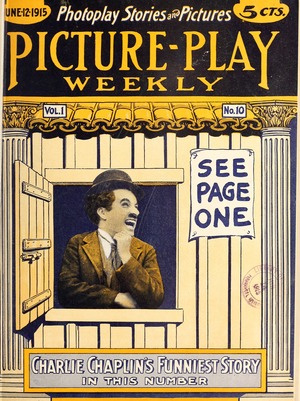 JUNE-12-1915
Photoplay Stories and Pictures
5 CTS.
PICTURE-PLAY
WEEKLY
VOL. 1
No. 10
SEE
PAGE
ONE
CHARLIE CHAPLIN'S FUNNIEST STORY
IN THIS NUMBER